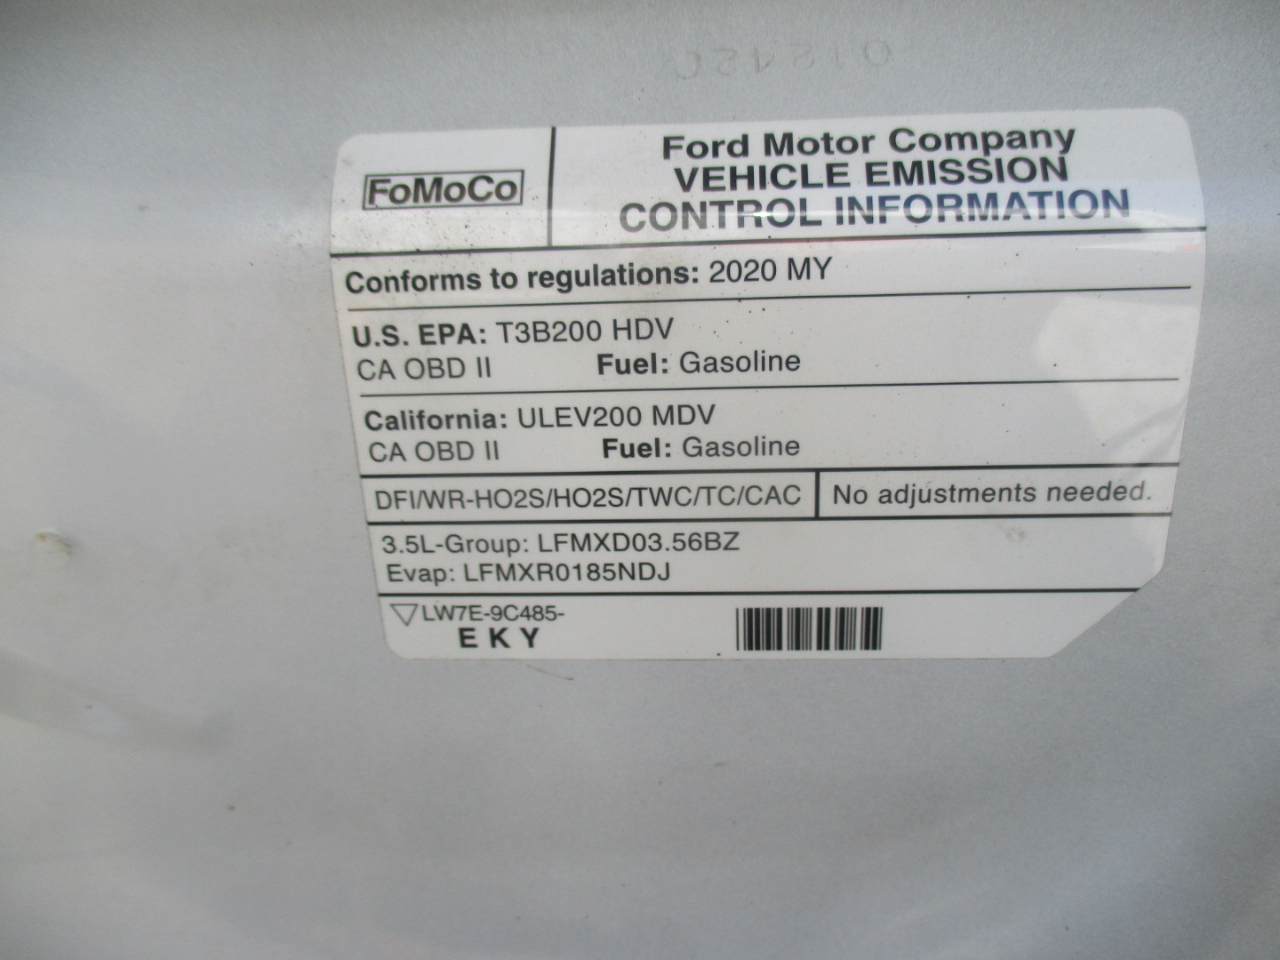 FoMoCo
Ford Motor Company
VEHICLE EMISSION
CONTROL INFORMATION
Conforms to regulations: 2020 MY
U.S. EPA: T3B200 HDV
CA OBD II Fuel: Gasoline
California: ULEV200 MDV
CA OBD II Fuel: Gasoline
DFI/WR-HO2S/HO2S/TWC/TC/CAC
No adjustments needed.
3.5L-Group: LFMXD03.56BZ
Evap: LFMXR0185NDJ
LW7E-9C485-
E K Y